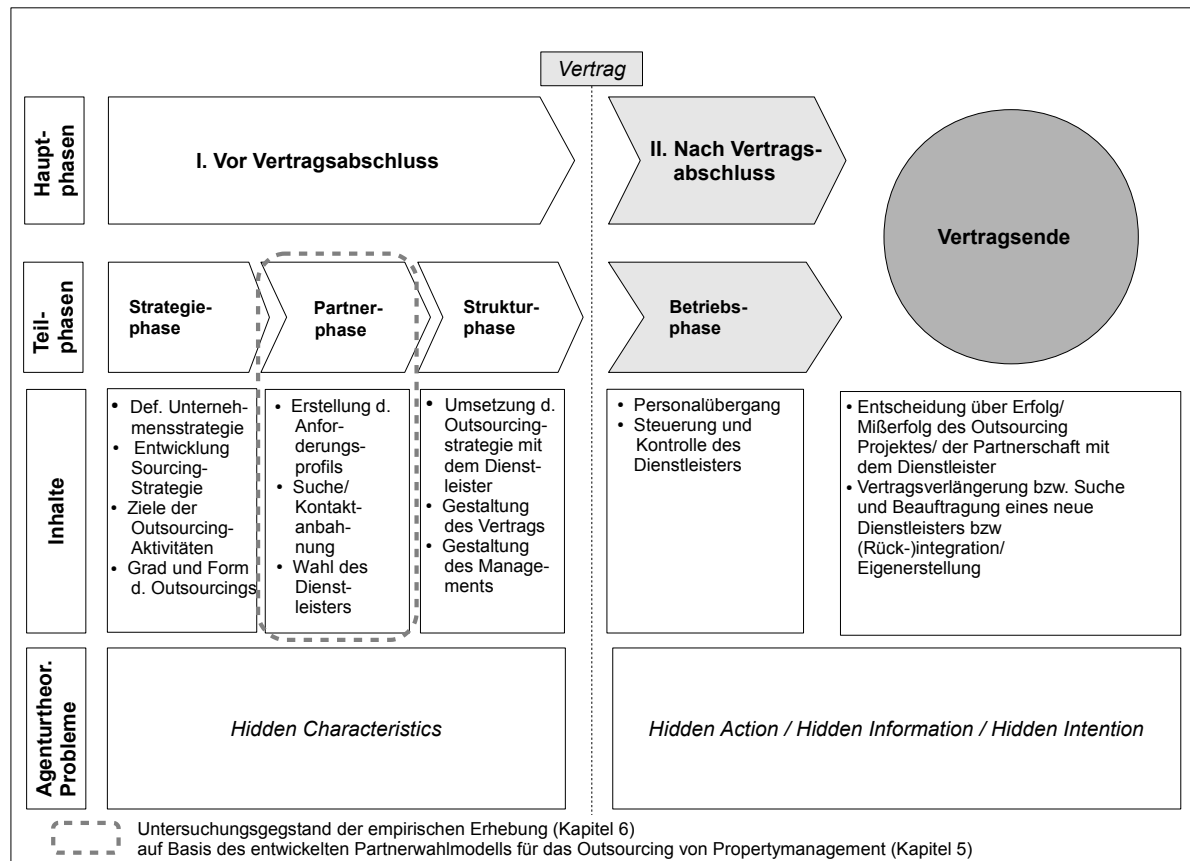 Vertrag
Haupt-
phasen
I. Vor Vertragsabschluss
II. Nach Vertrags-
abschluss
Vertragsende
Teil-
phasen
Strategie-
phase
Partner-
phase
Struktur-
phase
Betriebs-
phase
Inhalte
• Def. Unterneh-
mensstrategie
• Entwicklung
Sourcing-
Strategie
• Ziele der
Outsourcing-
Aktivitäten
• Grad und Form
d. Outsourcings
• Erstellung d.
Anfor-
derungs-
profils
• Suche/
Kontakt-
anbah-
nung
• Wahl des
Dienst-
leisters
• Umsetzung d.
Outsourcing-
strategie mit
dem Dienst-
leister
• Gestaltung
des Vertrags
• Gestaltung
des Manage-
ments
• Personalübergang
• Steuerung und
Kontrolle des
Dienstleisters
• Entscheidung über Erfolg/
Mißerfolg des Outsourcing
Projektes/ der Partnerschaft mit
dem Dienstleister
• Vertragsverlängerung bzw. Suche
und Beauftragung eines neue
Dienstleisters bzw
(Rück-)integration/
Eigenerstellung
Agenturtheor.
Probleme
Hidden Characteristics
Hidden Action / Hidden Information / Hidden Intention
Untersuchungsgegstand der empirischen Erhebung (Kapitel 6)
auf Basis des entwickelten Partnerwahlmodells für das Outsourcing von Propertymanagement (Kapitel 5)